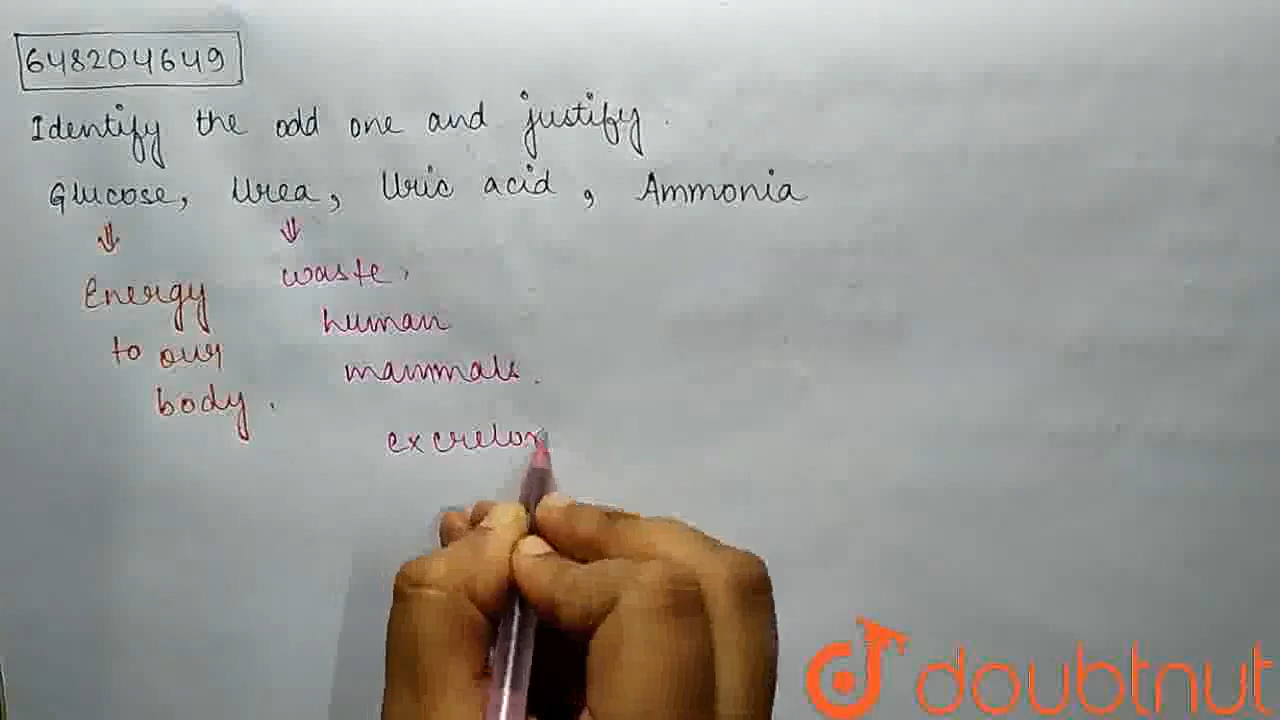 648204649
Identify the odd one and justify.
Glucose, Urea, Uric acid, Ammonia
Energy
to our
body.
waste,
human
mammals.
excretor
doubtnut